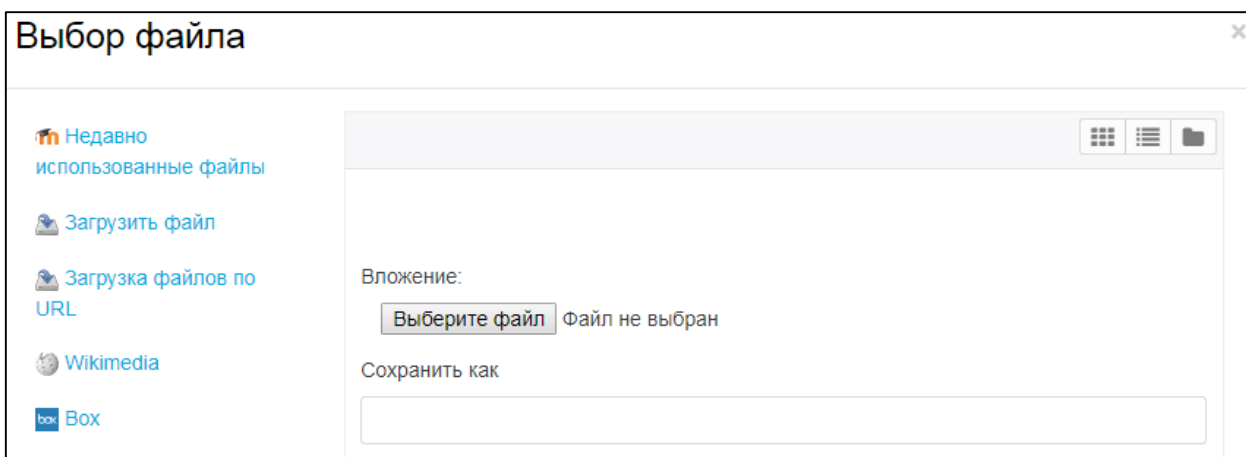 Выбор файла
×
Недавно
использованные файлы
Загрузить файл
Загрузка файлов по
URL
Wikimedia
box Box
Вложение:
Выберите файл Файл не выбран
Сохранить как